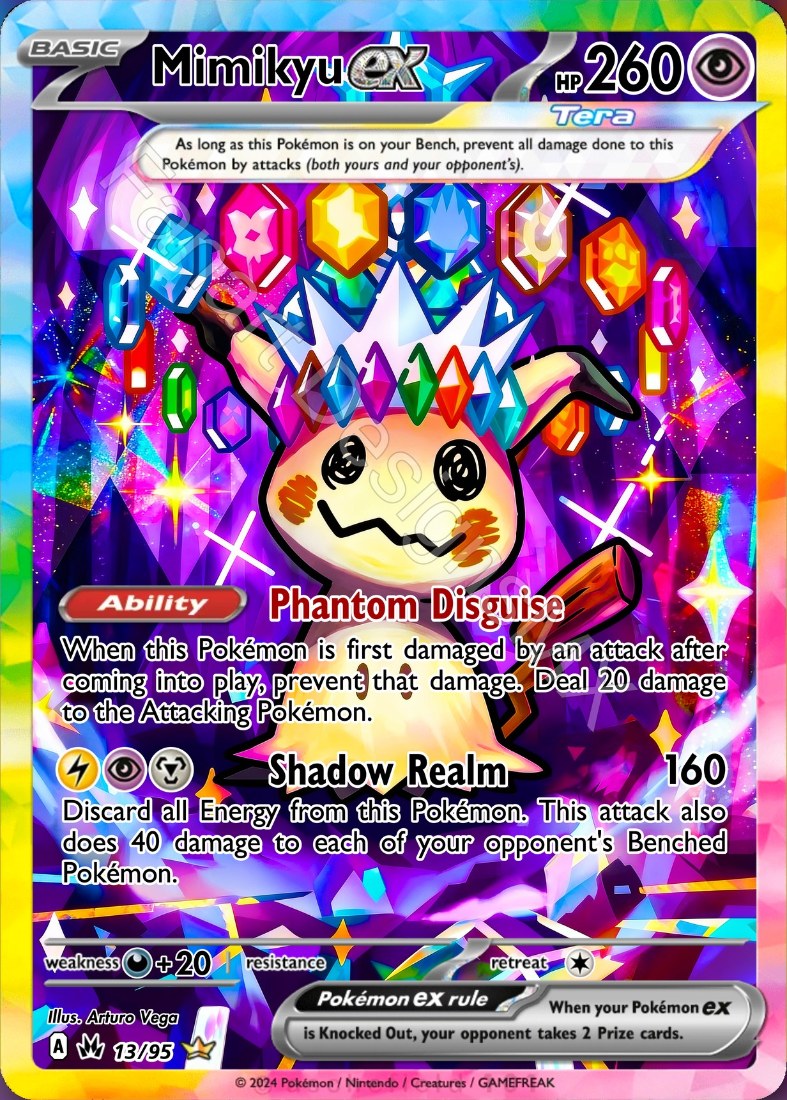 BASIC
Mimikyu ex
HP 260
Tera
As long as this Pokémon is on your Bench, prevent all damage done to this
Pokémon by attacks (both yours and your opponent's).
Ability Phantom Disguise
When this Pokémon is first damaged by an attack after
coming into play, prevent that damage. Deal 20 damage
to the Attacking Pokémon.
Shadow Realm 160
Discard all Energy from this Pokémon. This attack also
does 40 damage to each of your opponent's Benched
Pokémon.
weakness +20 resistance retreat
Illus. Arturo Vega
A 13/95
Pokémon ex rule When your Pokémon ex
is Knocked Out, your opponent takes 2 Prize cards.
© 2024 Pokémon / Nintendo / Creatures / GAMEFREAK